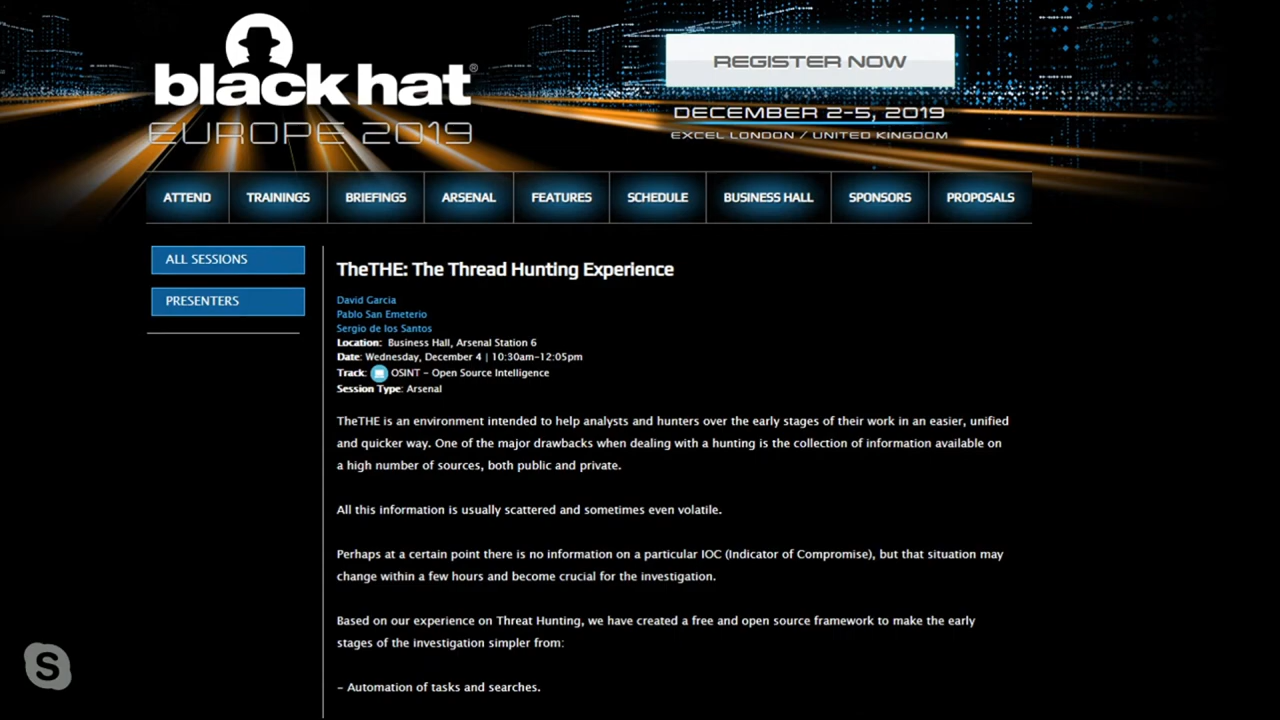 black hat®
EUROPE 2019
REGISTER NOW
DECEMBER 2-5, 2019
EXCEL LONDON / UNITED KINGDOM
ATTEND
TRAININGS
BRIEFINGS
ARSENAL
FEATURES
SCHEDULE
BUSINESS HALL
SPONSORS
PROPOSALS
ALL SESSIONS
PRESENTERS
TheTHE: The Thread Hunting Experience
David Garcia
Pablo San Emeterio
Sergio de los Santos
Location: Business Hall, Arsenal Station 6
Date: Wednesday, December 4 | 10:30am-12:05pm
Track: OSINT - Open Source Intelligence
Session Type: Arsenal
TheTHE is an environment intended to help analysts and hunters over the early stages of their work in an easier, unified
and quicker way. One of the major drawbacks when dealing with a hunting is the collection of information available on
a high number of sources, both public and private.
All this information is usually scattered and sometimes even volatile.
Perhaps at a certain point there is no information on a particular IOC (Indicator of Compromise), but that situation may
change within a few hours and become crucial for the investigation.
Based on our experience on Threat Hunting, we have created a free and open source framework to make the early
stages of the investigation simpler from:
- Automation of tasks and searches.
S